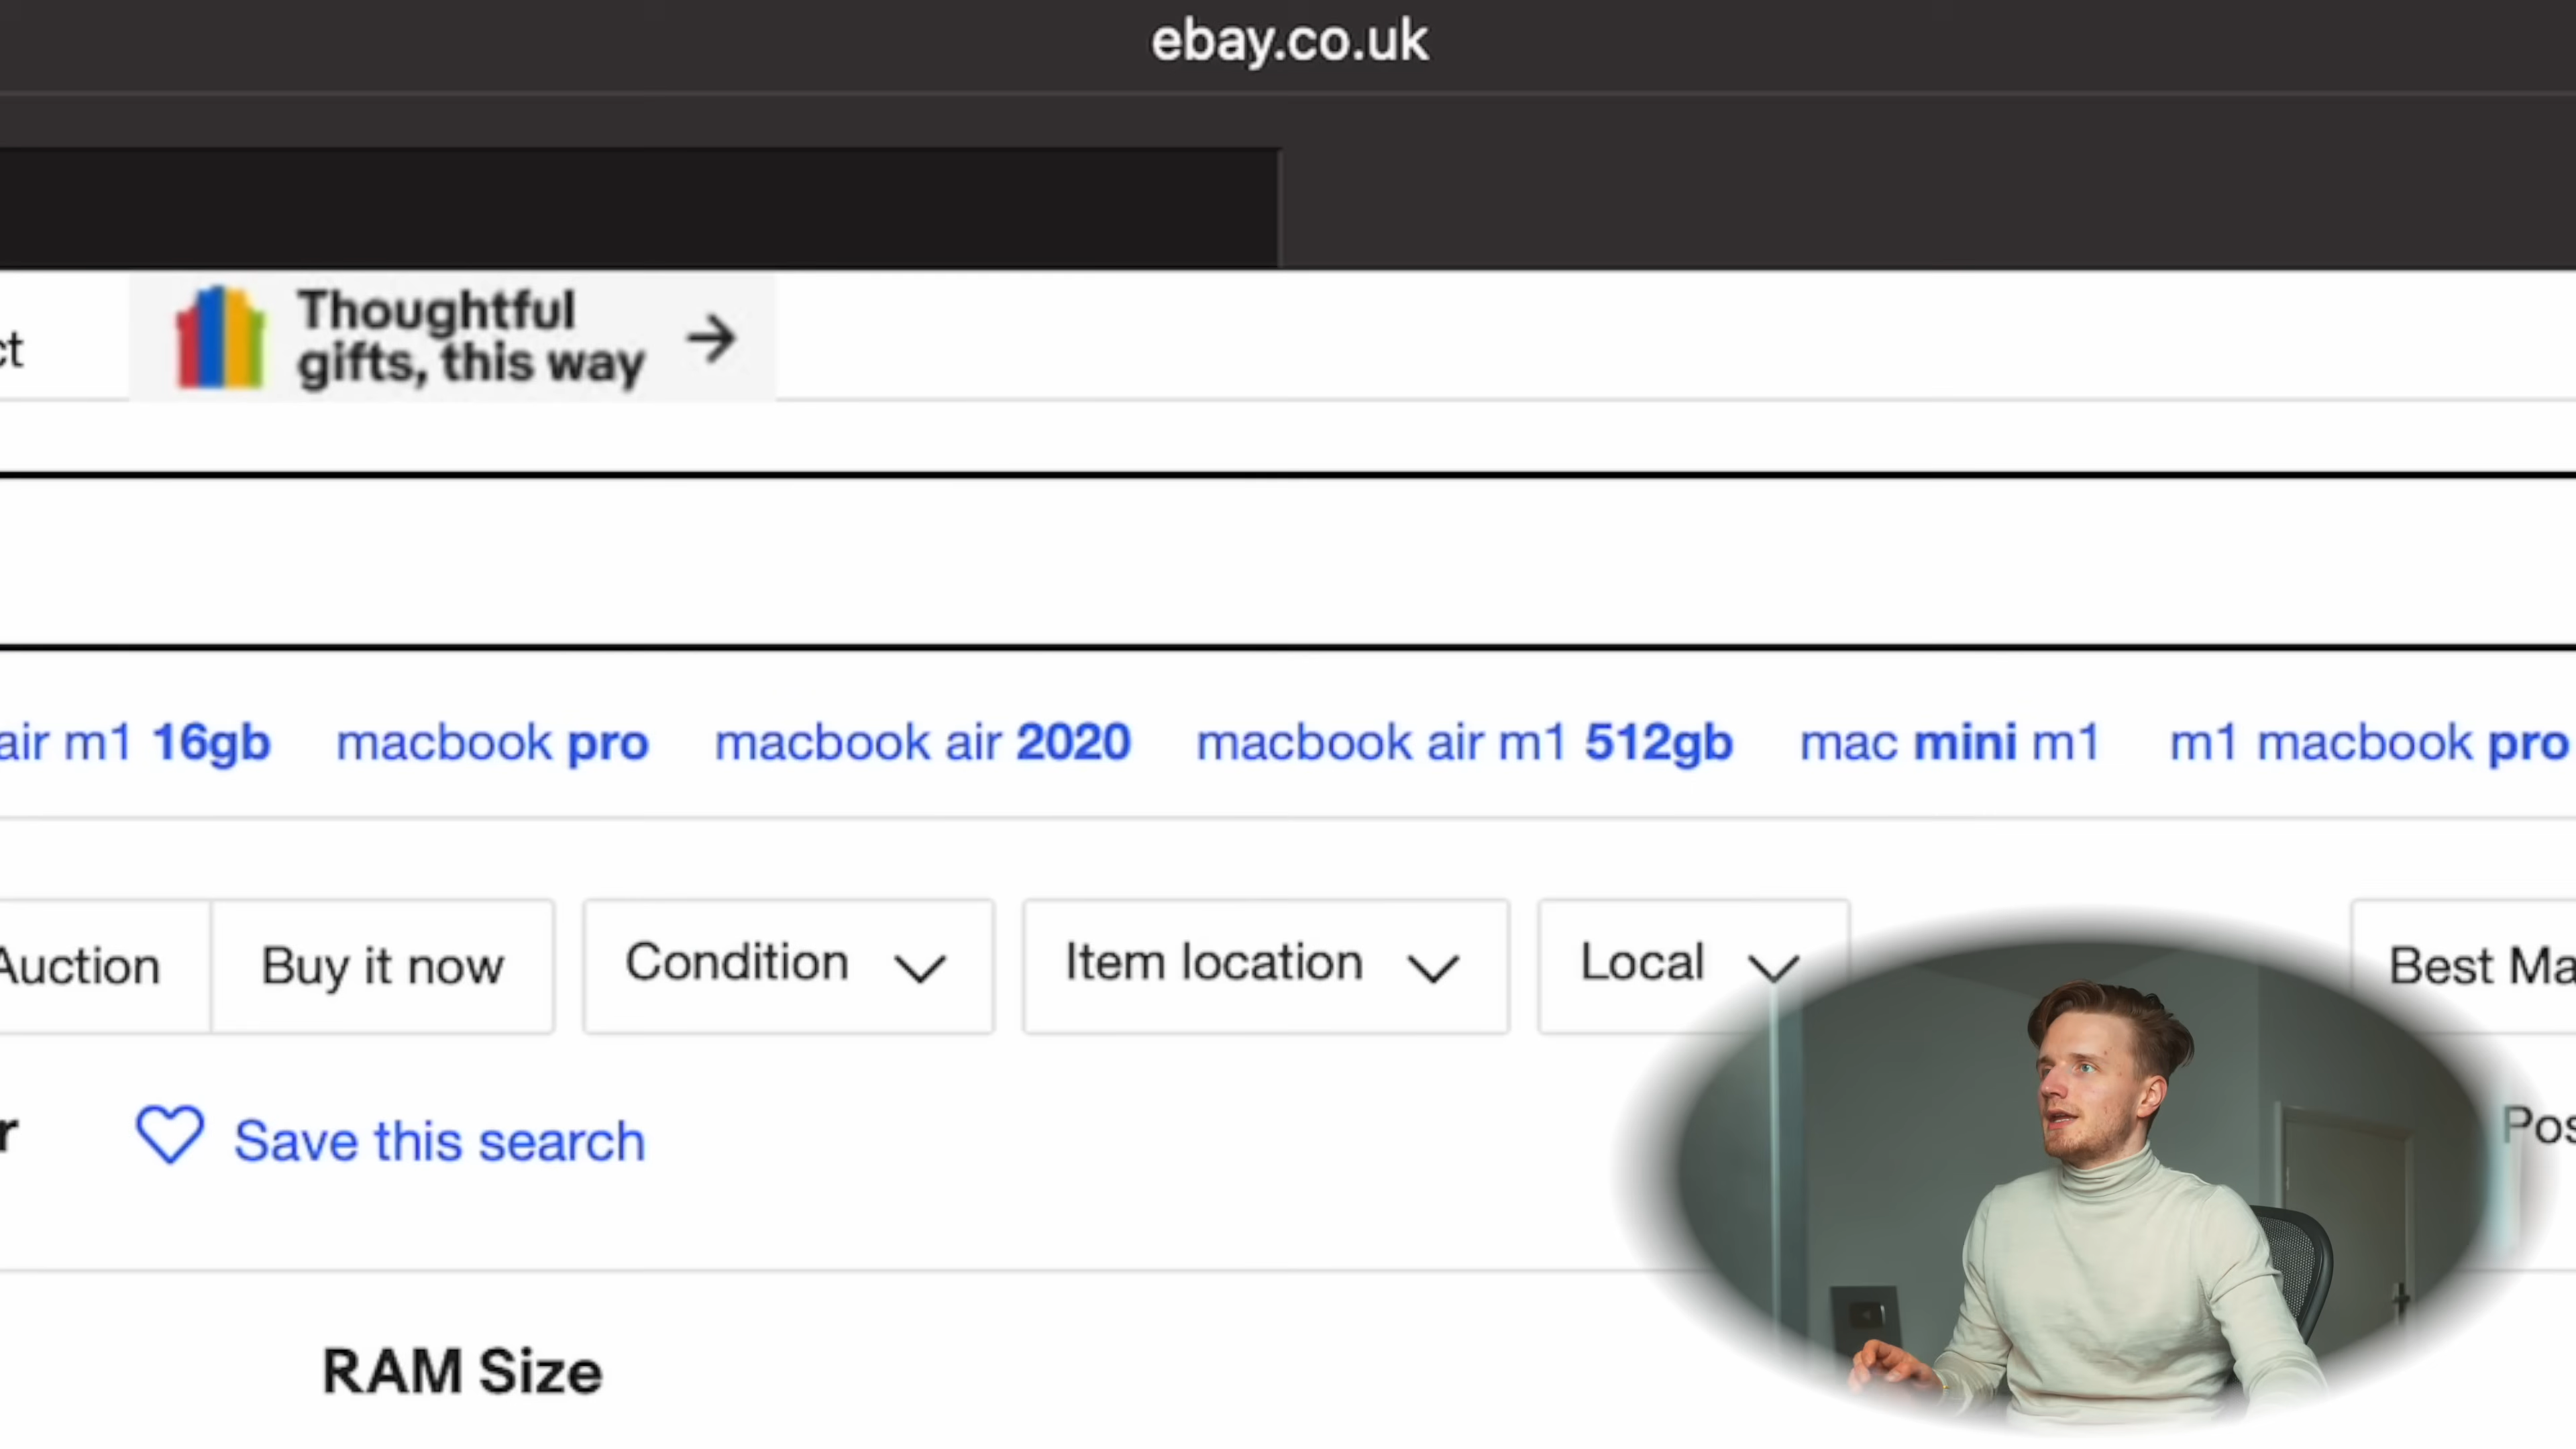 ebay.co.uk
ct
Thoughtful
gifts, this way
air m1 16gb macbook pro macbook air 2020 macbook air m1 512gb mac mini m1 m1 macbook pro
Auction Buy it now Condition Item location Local Best Ma
r Save this search Pos
RAM Size